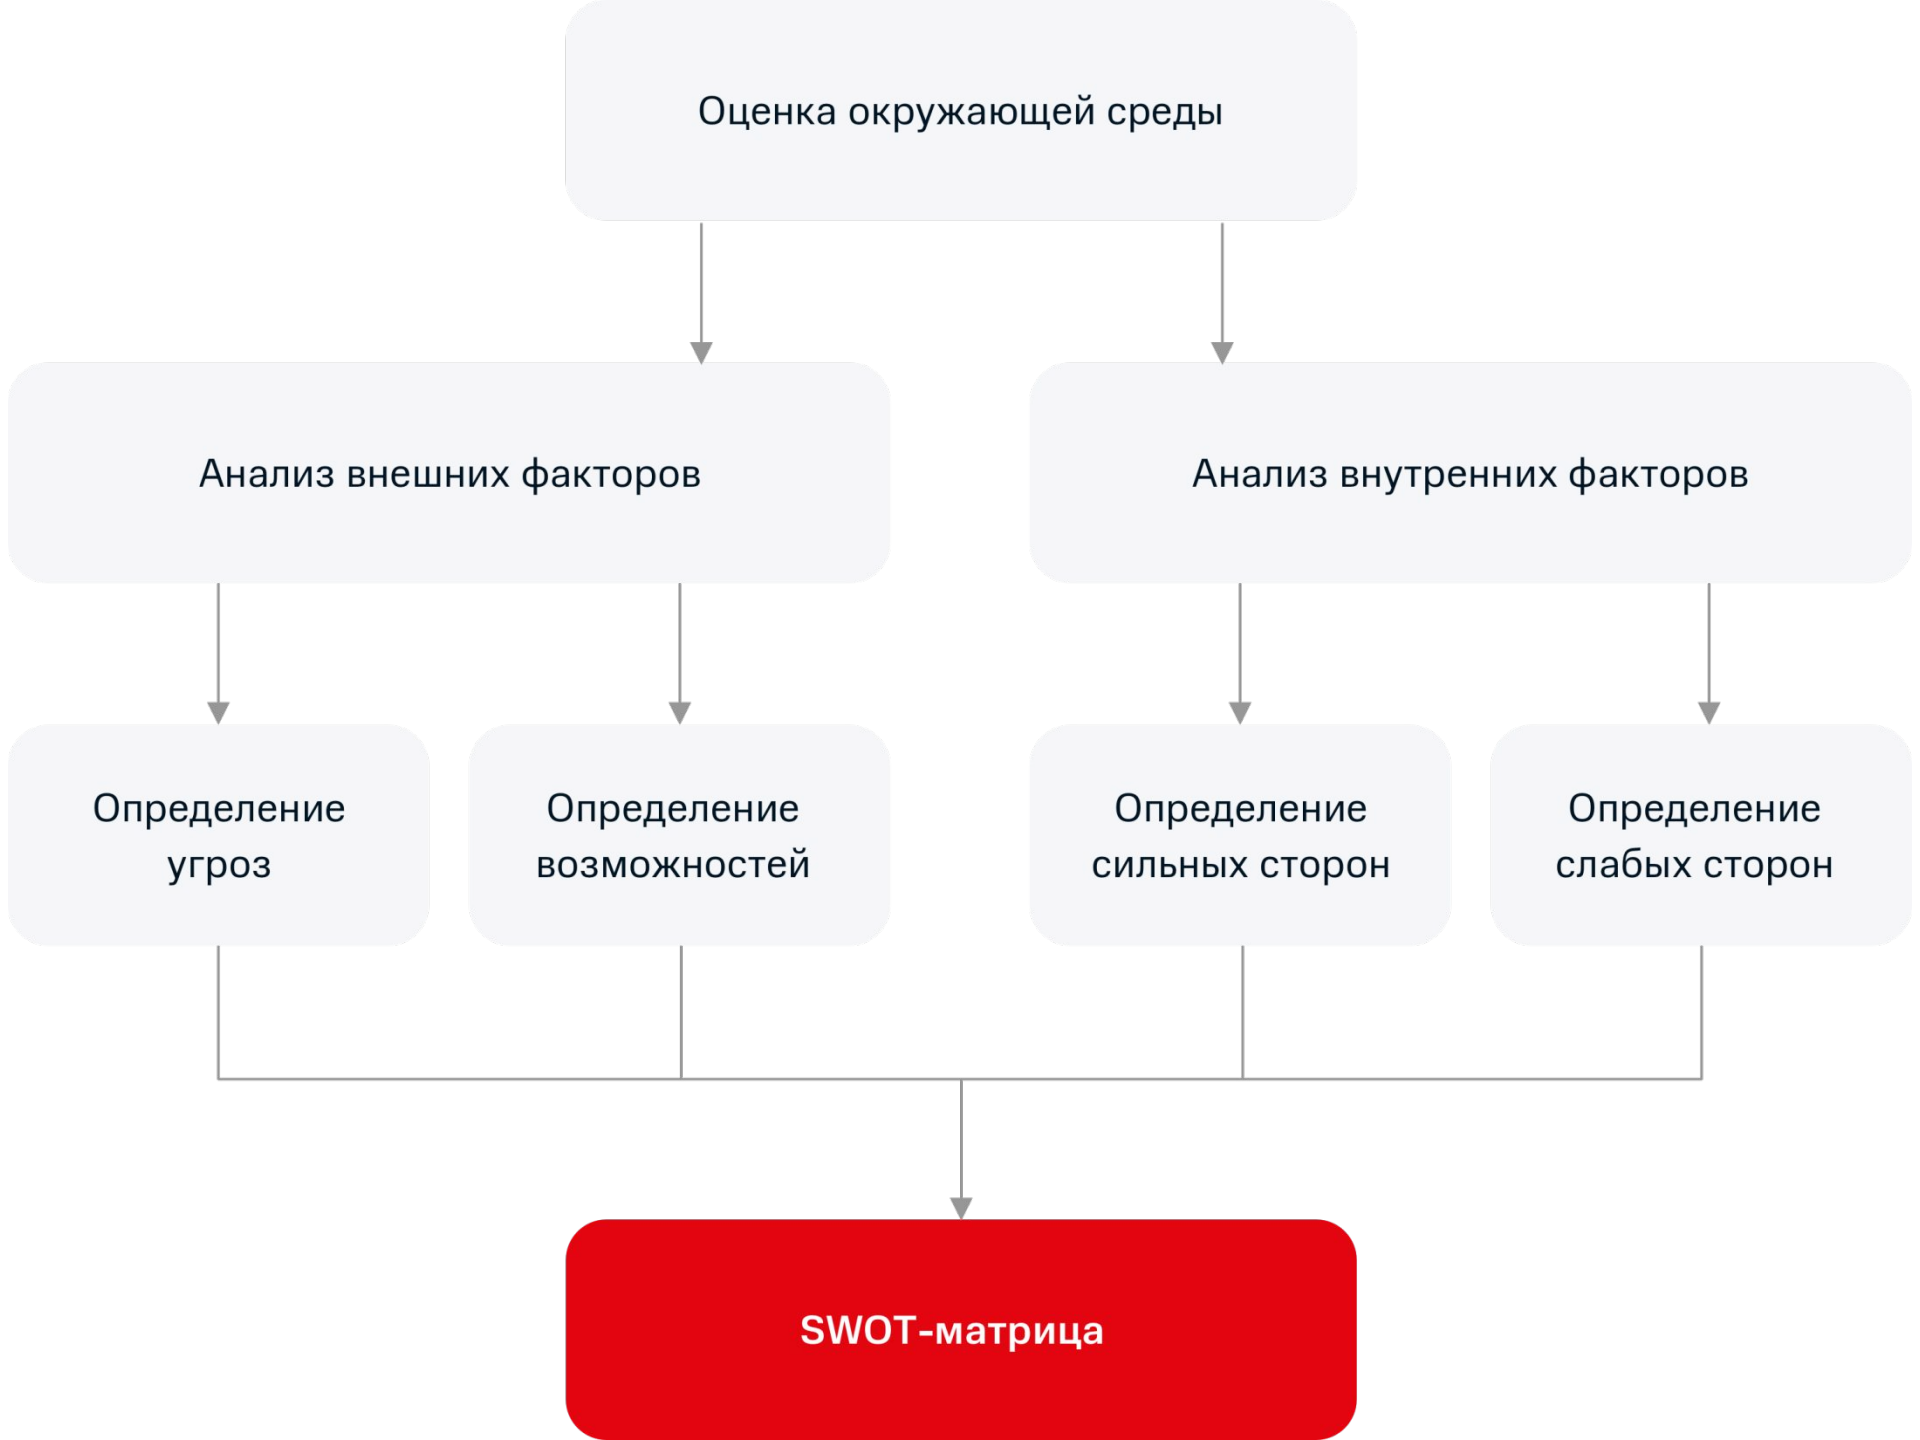 Оценка окружающей среды
Анализ внешних факторов
Анализ внутренних факторов
Определение
угроз
Определение
возможностей
Определение
сильных сторон
Определение
слабых сторон
SWOT-матрица